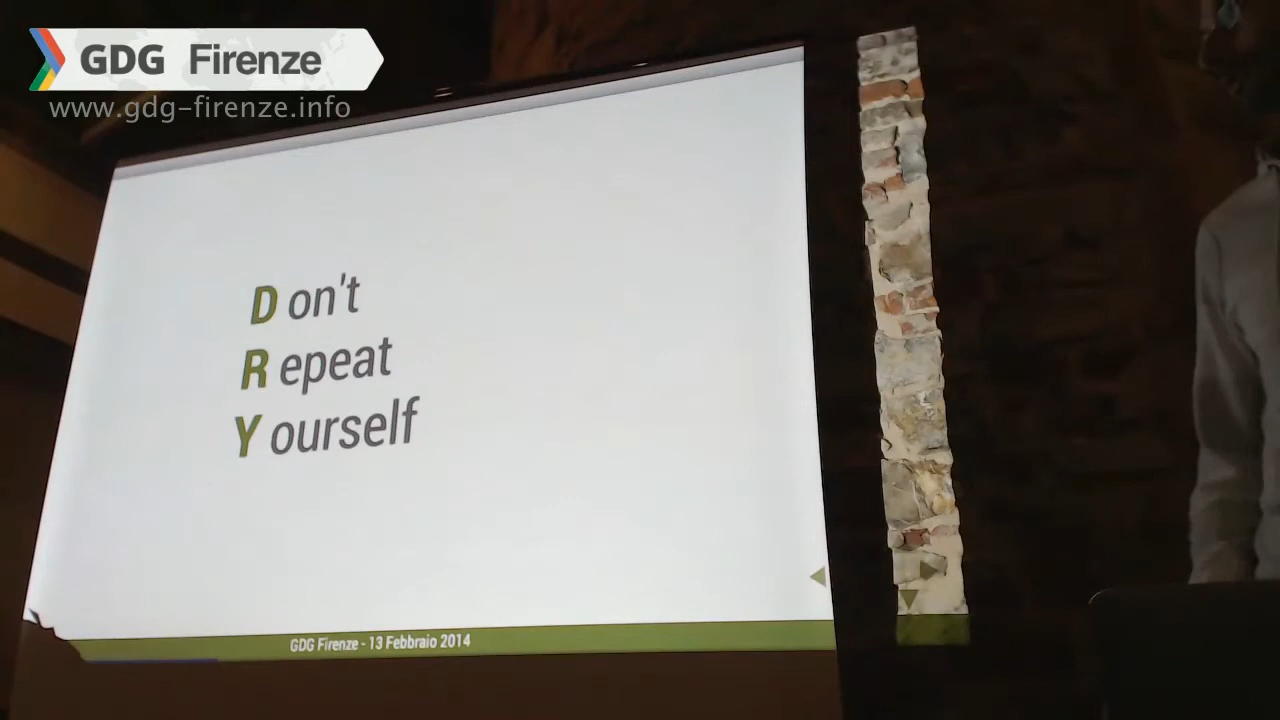 GDG Firenze
www.gdg-firenze.info
D on't
R epeat
Y ourself
GDG Firenze - 13 Febbraio 2014